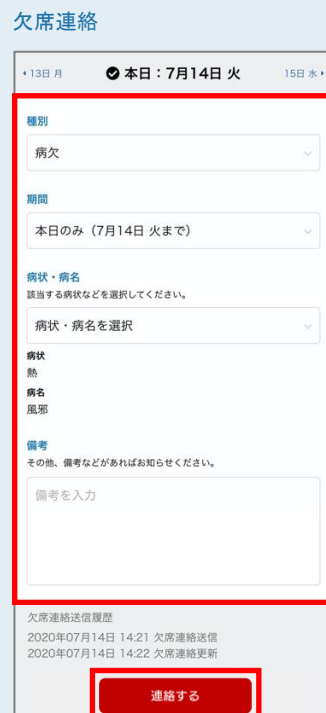 欠席連絡
13日 月
本日：7月14日 火
15日 水
種別
病欠
期間
本日のみ（7月14日 火まで）
病状・病名
該当する病状などを選択してください。
病状・病名を選択
病状
熱
病名
風邪
備考
その他、備考などがあればお知らせください。
備考を入力
欠席連絡送信履歴
2020年07月14日 14:21 欠席連絡送信
2020年07月14日 14:22 欠席連絡更新
連絡する